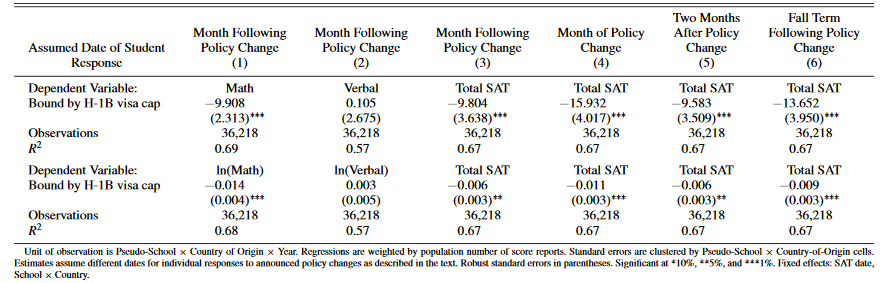 Assumed Date of Student Response Month Following Policy Change (1) Month Following Policy Change (2) Month Following Policy Change (3) Month of Policy Change (4) Two Months After Policy Change (5) Fall Term Following Policy Change (6)
Dependent Variable: Math Verbal Total SAT Total SAT Total SAT Total SAT
Bound by H-1B visa cap −9.908 0.105 −9.804 −15.932 −9.583 −13.652
(2.313)*** (2.675) (3.638)*** (4.017)*** (3.509)*** (3.950)***
Observations 36,218 36,218 36,218 36,218 36,218 36,218
R² 0.69 0.57 0.67 0.67 0.67 0.67
Dependent Variable: ln(Math) ln(Verbal) Total SAT Total SAT Total SAT Total SAT
Bound by H-1B visa cap −0.014 0.003 −0.006 −0.011 −0.006 −0.009
(0.004)*** (0.005) (0.003)** (0.003)*** (0.003)** (0.003)***
Observations 36,218 36,218 36,218 36,218 36,218 36,218
R² 0.68 0.57 0.67 0.67 0.67 0.67
Unit of observation is Pseudo-School × Country of Origin × Year. Regressions are weighted by population number of score reports. Standard errors are clustered by Pseudo-School × Country-of-Origin cells.
Estimates assume different dates for individual responses to announced policy changes as described in the text. Robust standard errors in parentheses. Significant at *10%, **5%, and ***1%. Fixed effects: SAT date,
School × Country.